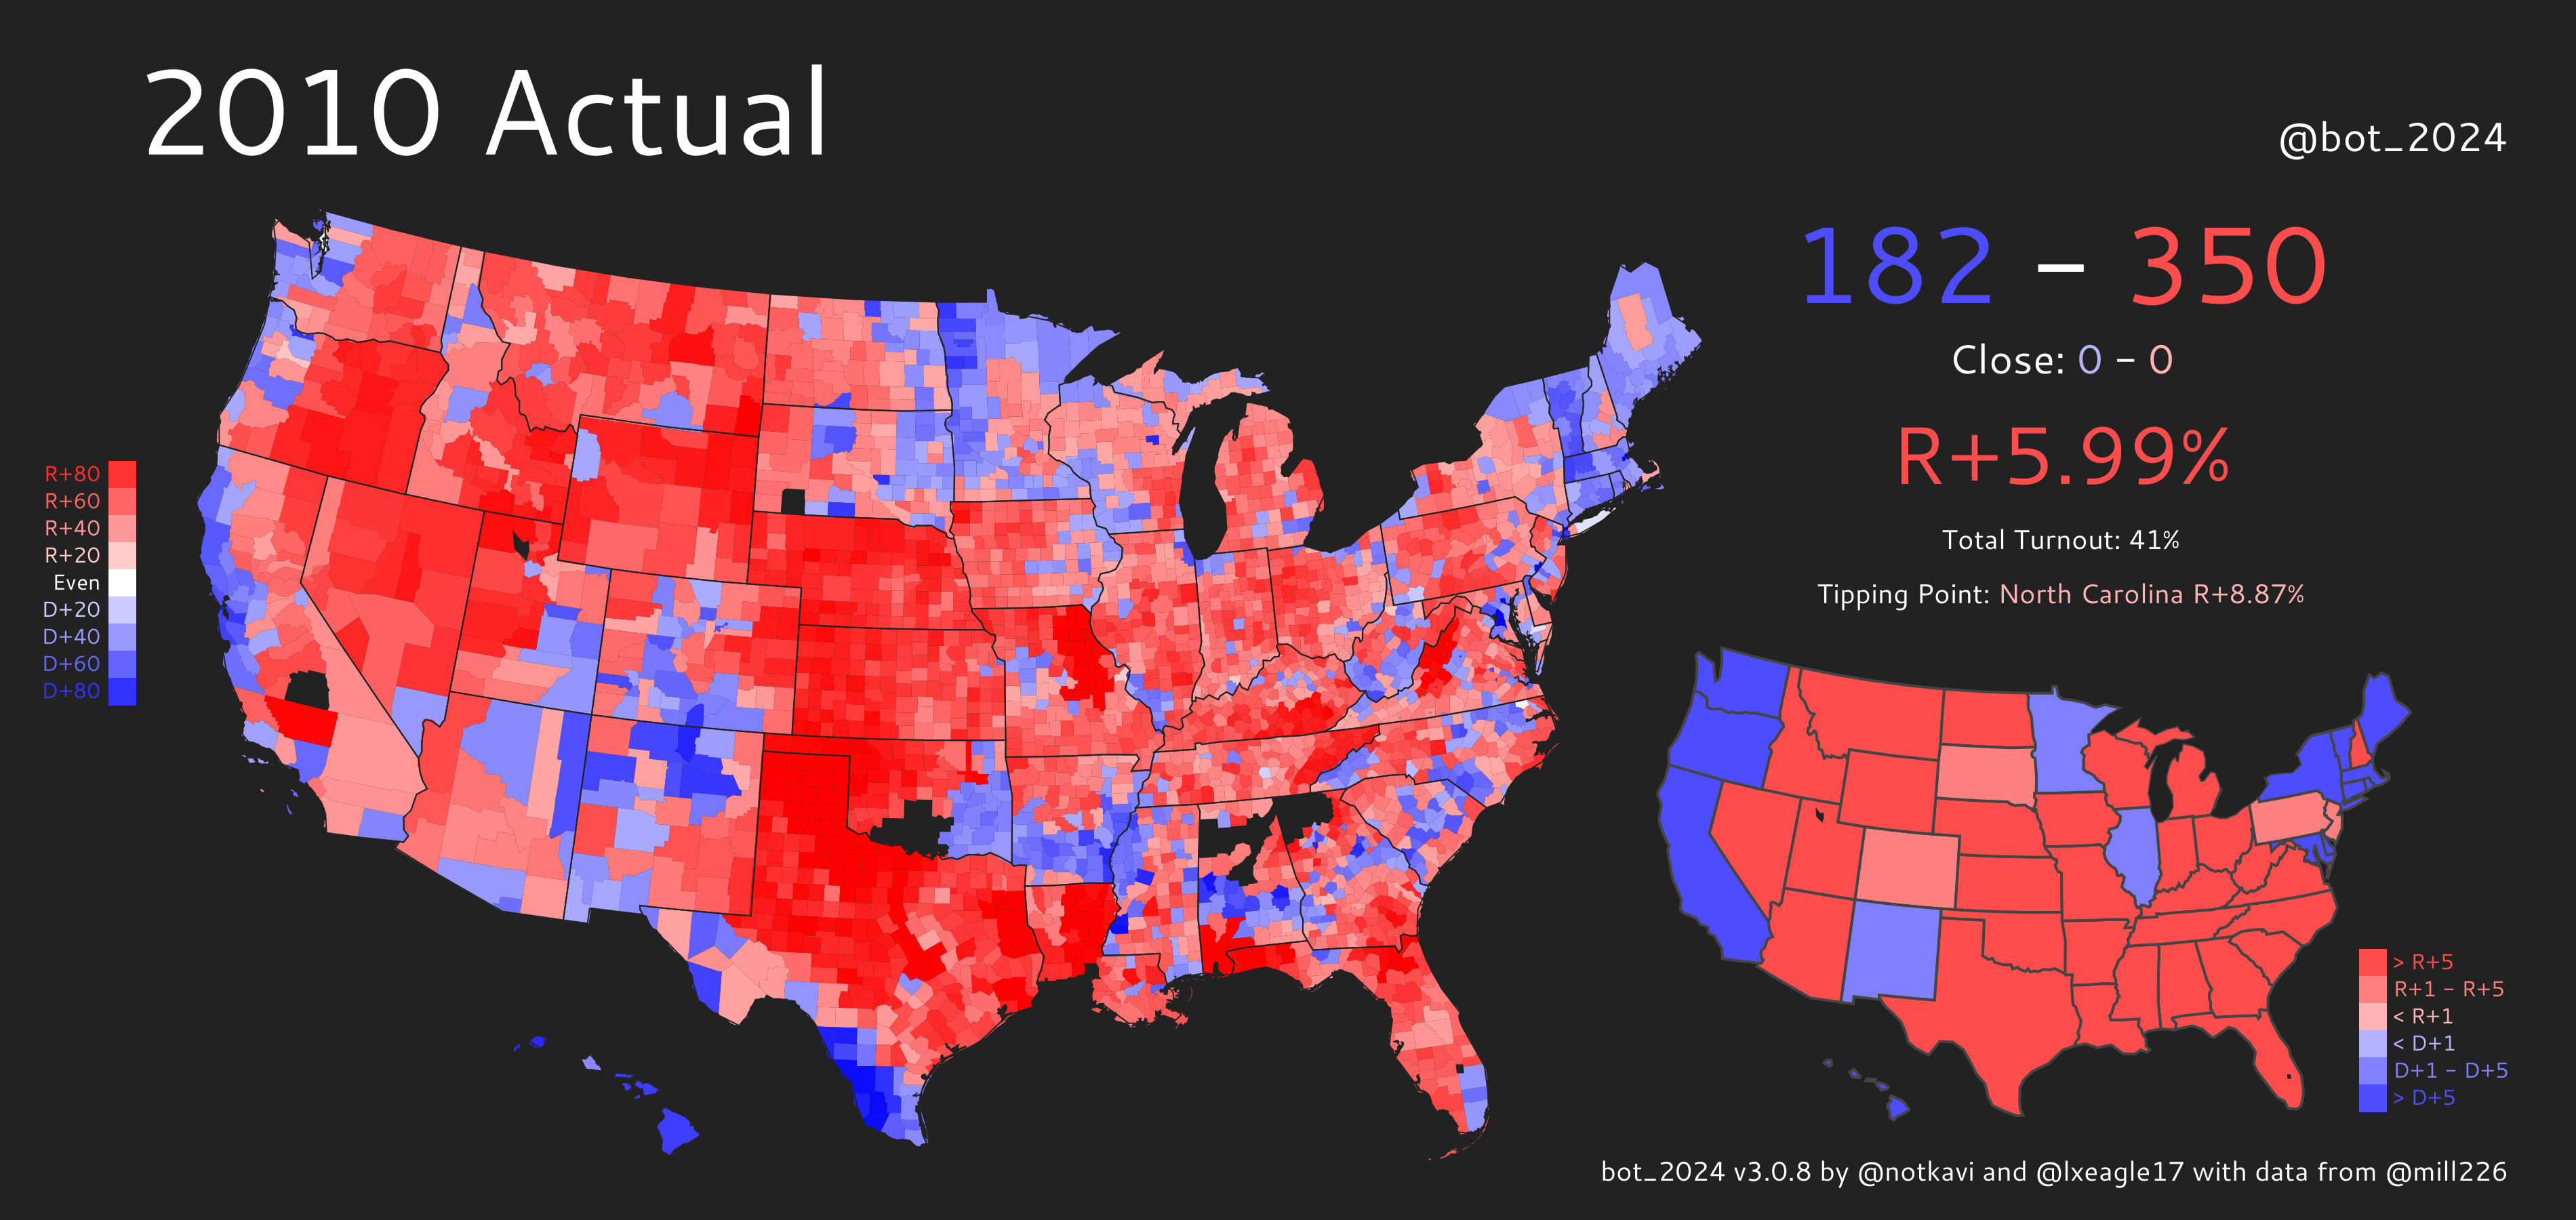 2010 Actual
@bot_2024
182 – 350
Close: 0 – 0
R+5.99%
Total Turnout: 41%
Tipping Point: North Carolina R+8.87%
R+80
R+60
R+40
R+20
Even
D+20
D+40
D+60
D+80
> R+5
R+1 – R+5
< R+1
< D+1
D+1 – D+5
> D+5
bot_2024 v3.0.8 by @notkavi and @lxeagle17 with data from @mill226